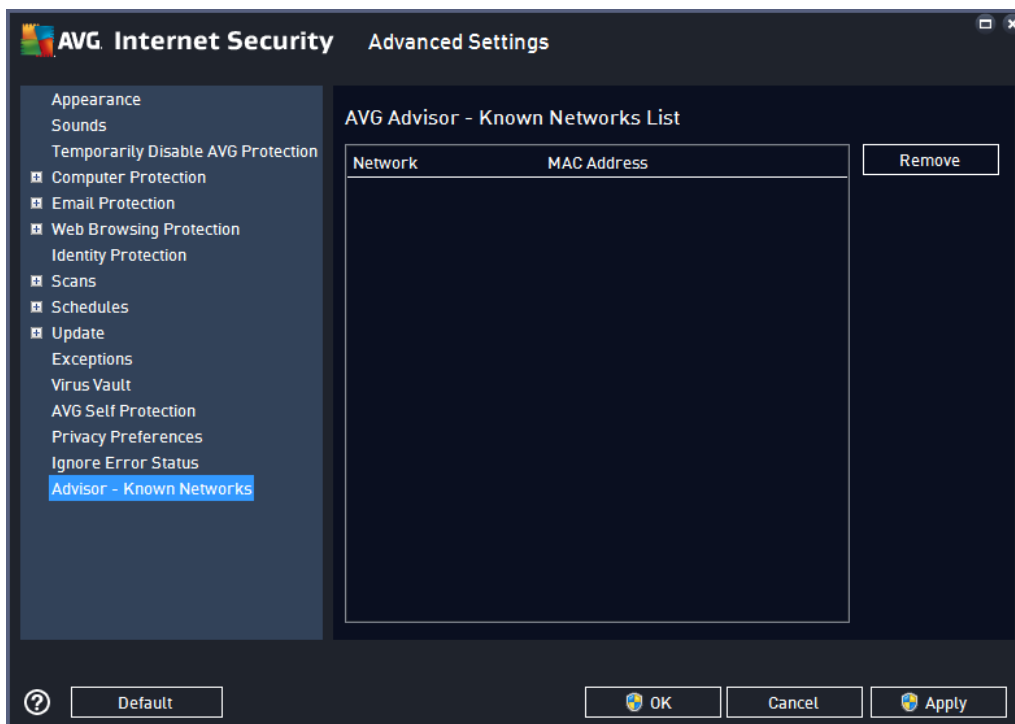 AVG. Internet Security Advanced Settings
Appearance
Sounds
Temporarily Disable AVG Protection
Computer Protection
Email Protection
Web Browsing Protection
Identity Protection
Scans
Schedules
Update
Exceptions
Virus Vault
AVG Self Protection
Privacy Preferences
Ignore Error Status
Advisor - Known Networks
AVG Advisor - Known Networks List
Network MAC Address
Remove
? Default OK Cancel Apply